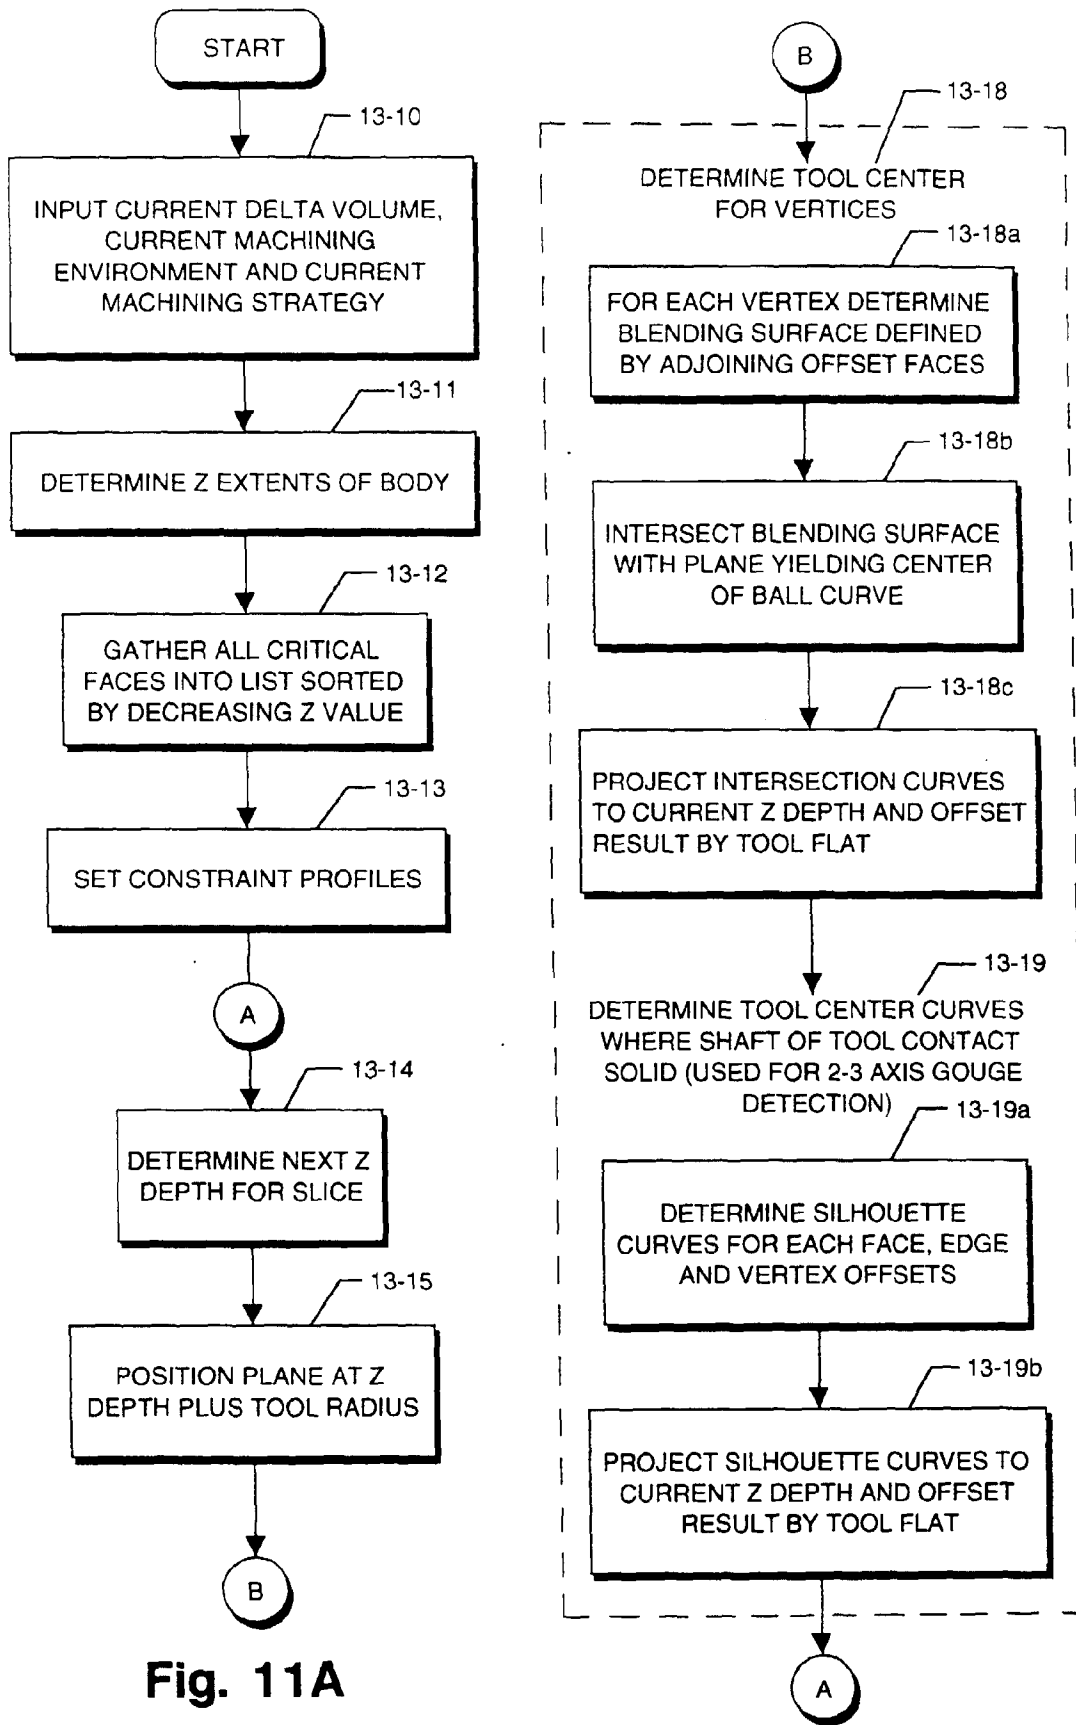 START
13-10
INPUT CURRENT DELTA VOLUME,
CURRENT MACHINING
ENVIRONMENT AND CURRENT
MACHINING STRATEGY
13-11
DETERMINE Z EXTENTS OF BODY
13-12
GATHER ALL CRITICAL
FACES INTO LIST SORTED
BY DECREASING Z VALUE
13-13
SET CONSTRAINT PROFILES
A
13-14
DETERMINE NEXT Z
DEPTH FOR SLICE
13-15
POSITION PLANE AT Z
DEPTH PLUS TOOL RADIUS
B
Fig. 11A
B
13-18
DETERMINE TOOL CENTER
FOR VERTICES
13-18a
FOR EACH VERTEX DETERMINE
BLENDING SURFACE DEFINED
BY ADJOINING OFFSET FACES
13-18b
INTERSECT BLENDING SURFACE
WITH PLANE YIELDING CENTER
OF BALL CURVE
13-18c
PROJECT INTERSECTION CURVES
TO CURRENT Z DEPTH AND OFFSET
RESULT BY TOOL FLAT
13-19
DETERMINE TOOL CENTER CURVES
WHERE SHAFT OF TOOL CONTACT
SOLID (USED FOR 2-3 AXIS GOUGE
DETECTION)
13-19a
DETERMINE SILHOUETTE
CURVES FOR EACH FACE, EDGE
AND VERTEX OFFSETS
13-19b
PROJECT SILHOUETTE CURVES TO
CURRENT Z DEPTH AND OFFSET
RESULT BY TOOL FLAT
A